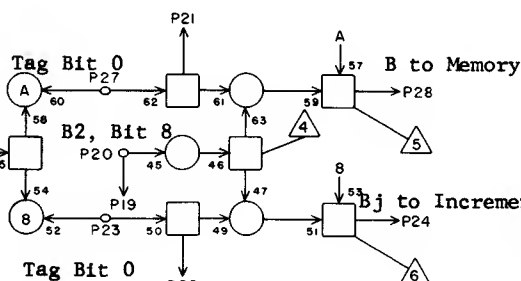 P21
A
Tag Bit 0
P27
57
B to Memory
A
60
62
61
59
P28
58
63
B2, Bit 8
4
5
P20
45
46
54
P19
47
8
53
Bj to Increme
8
52
P23
50
49
51
P24
Tag Bit 0
6